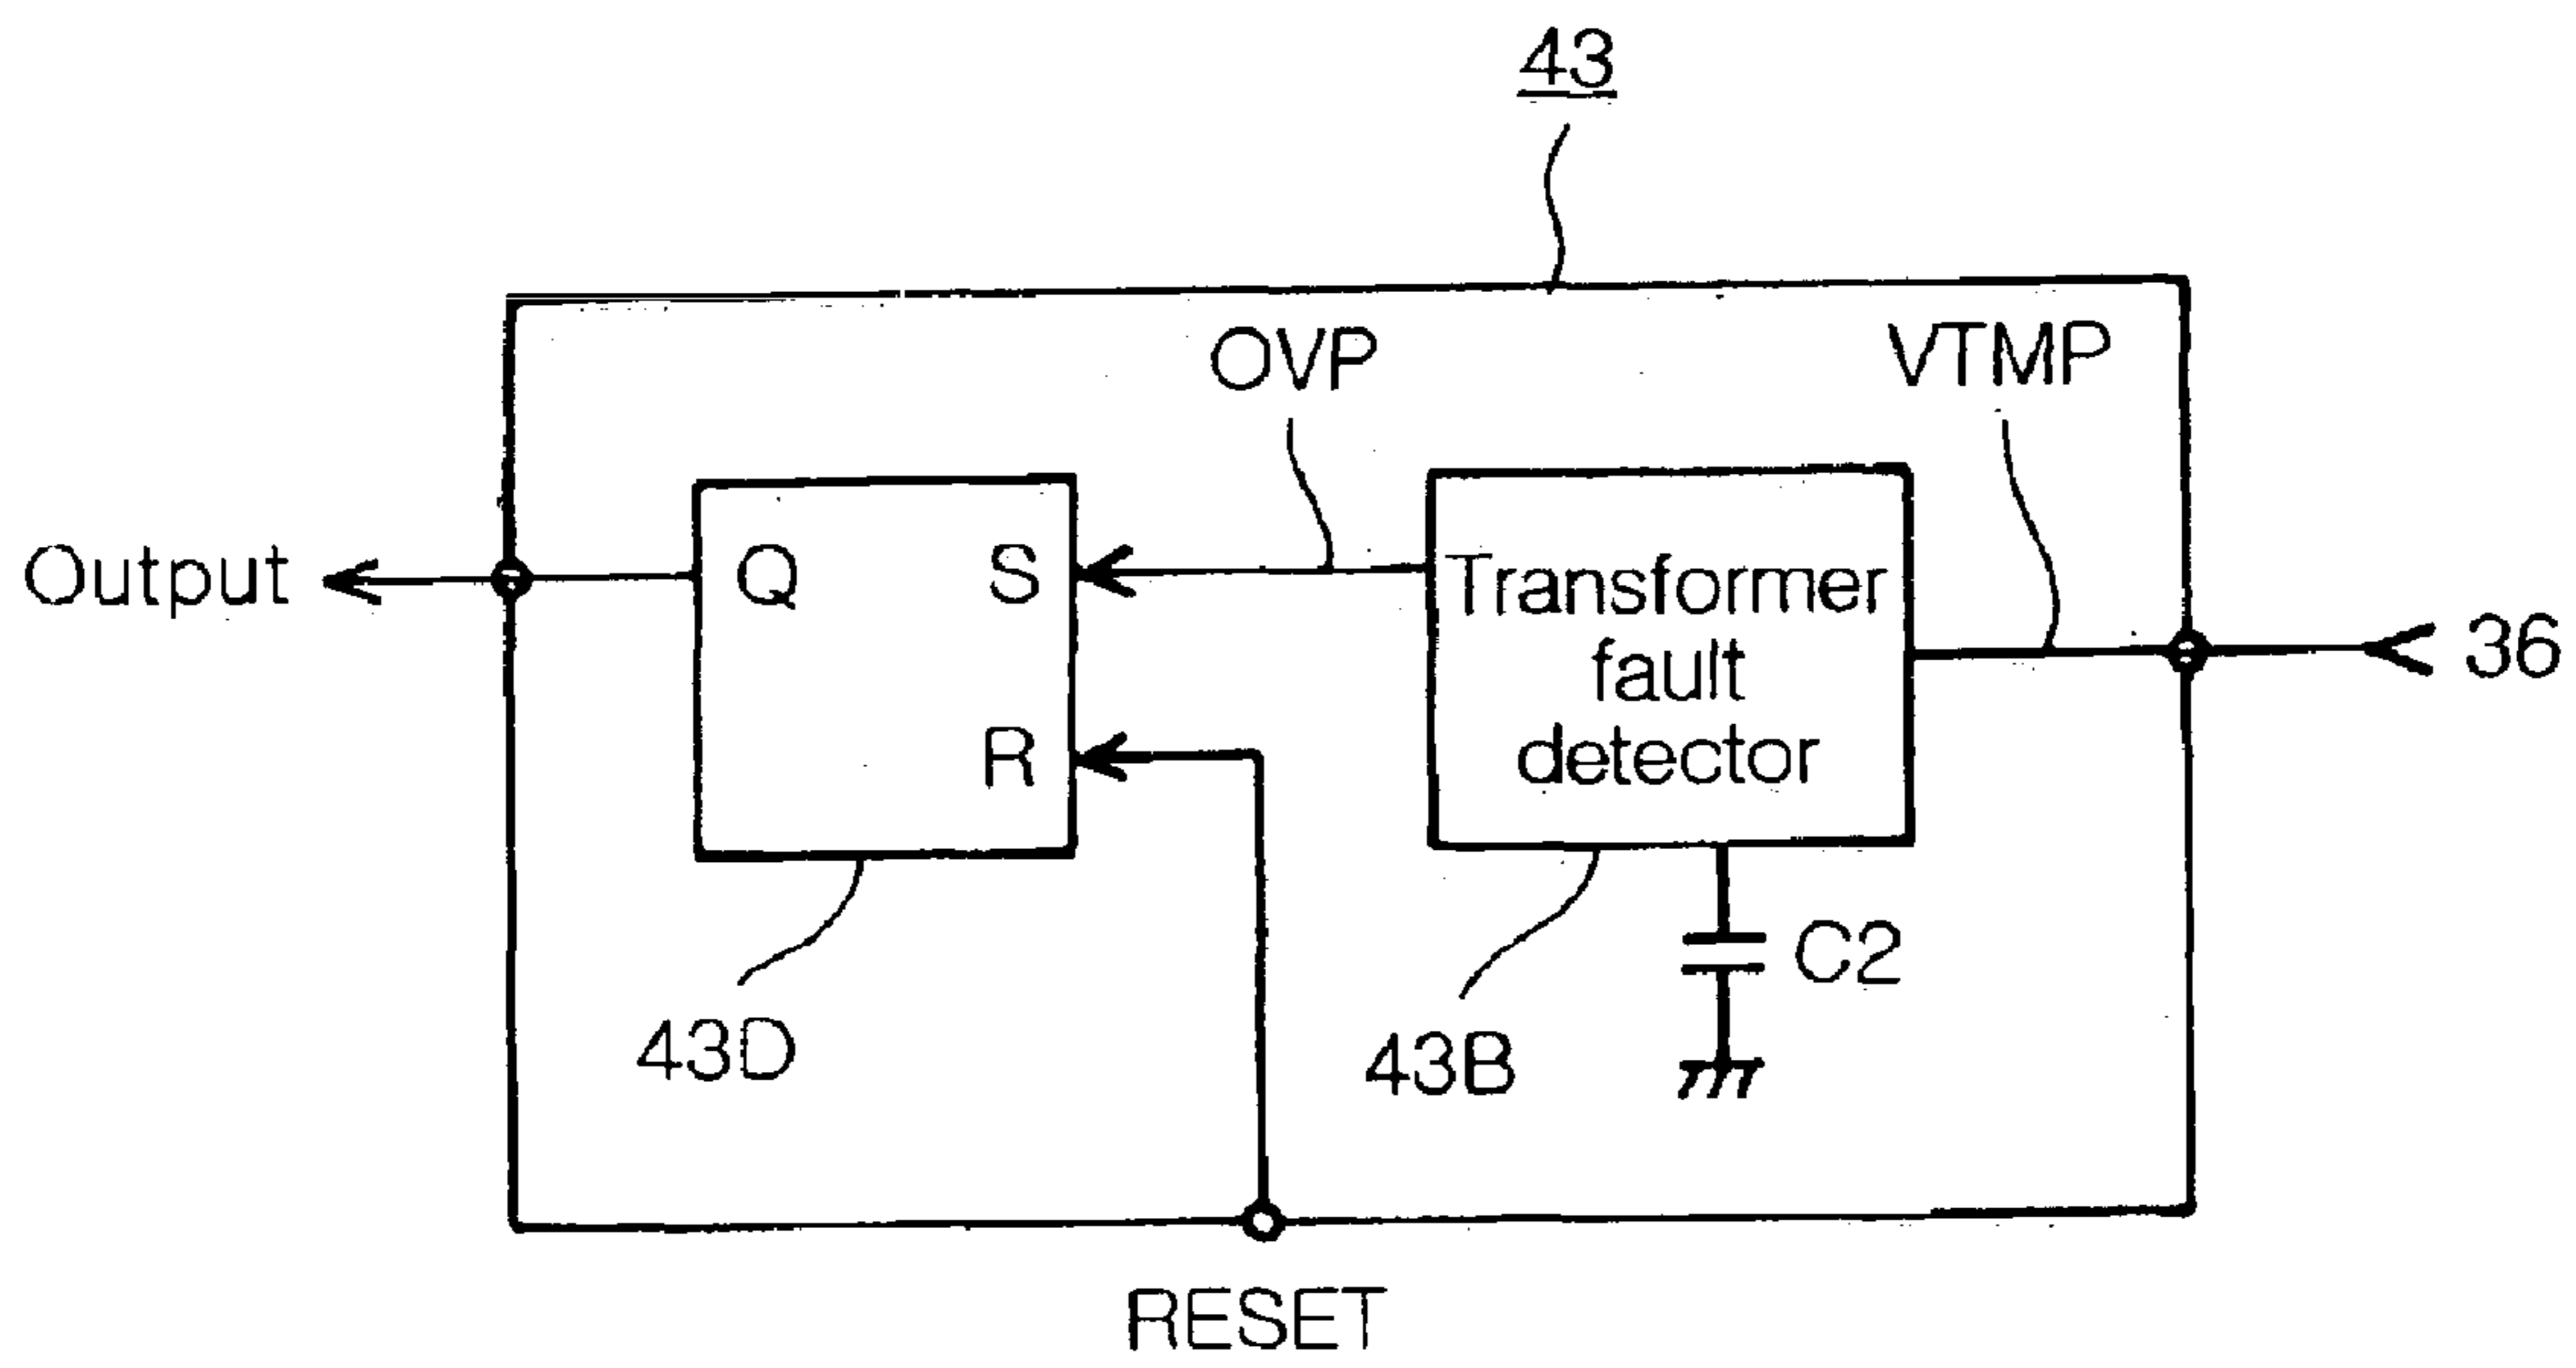 43
OVP
VTMP
Output
Q
S
R
Transformer
fault
detector
36
C2
43D
43B
RESET